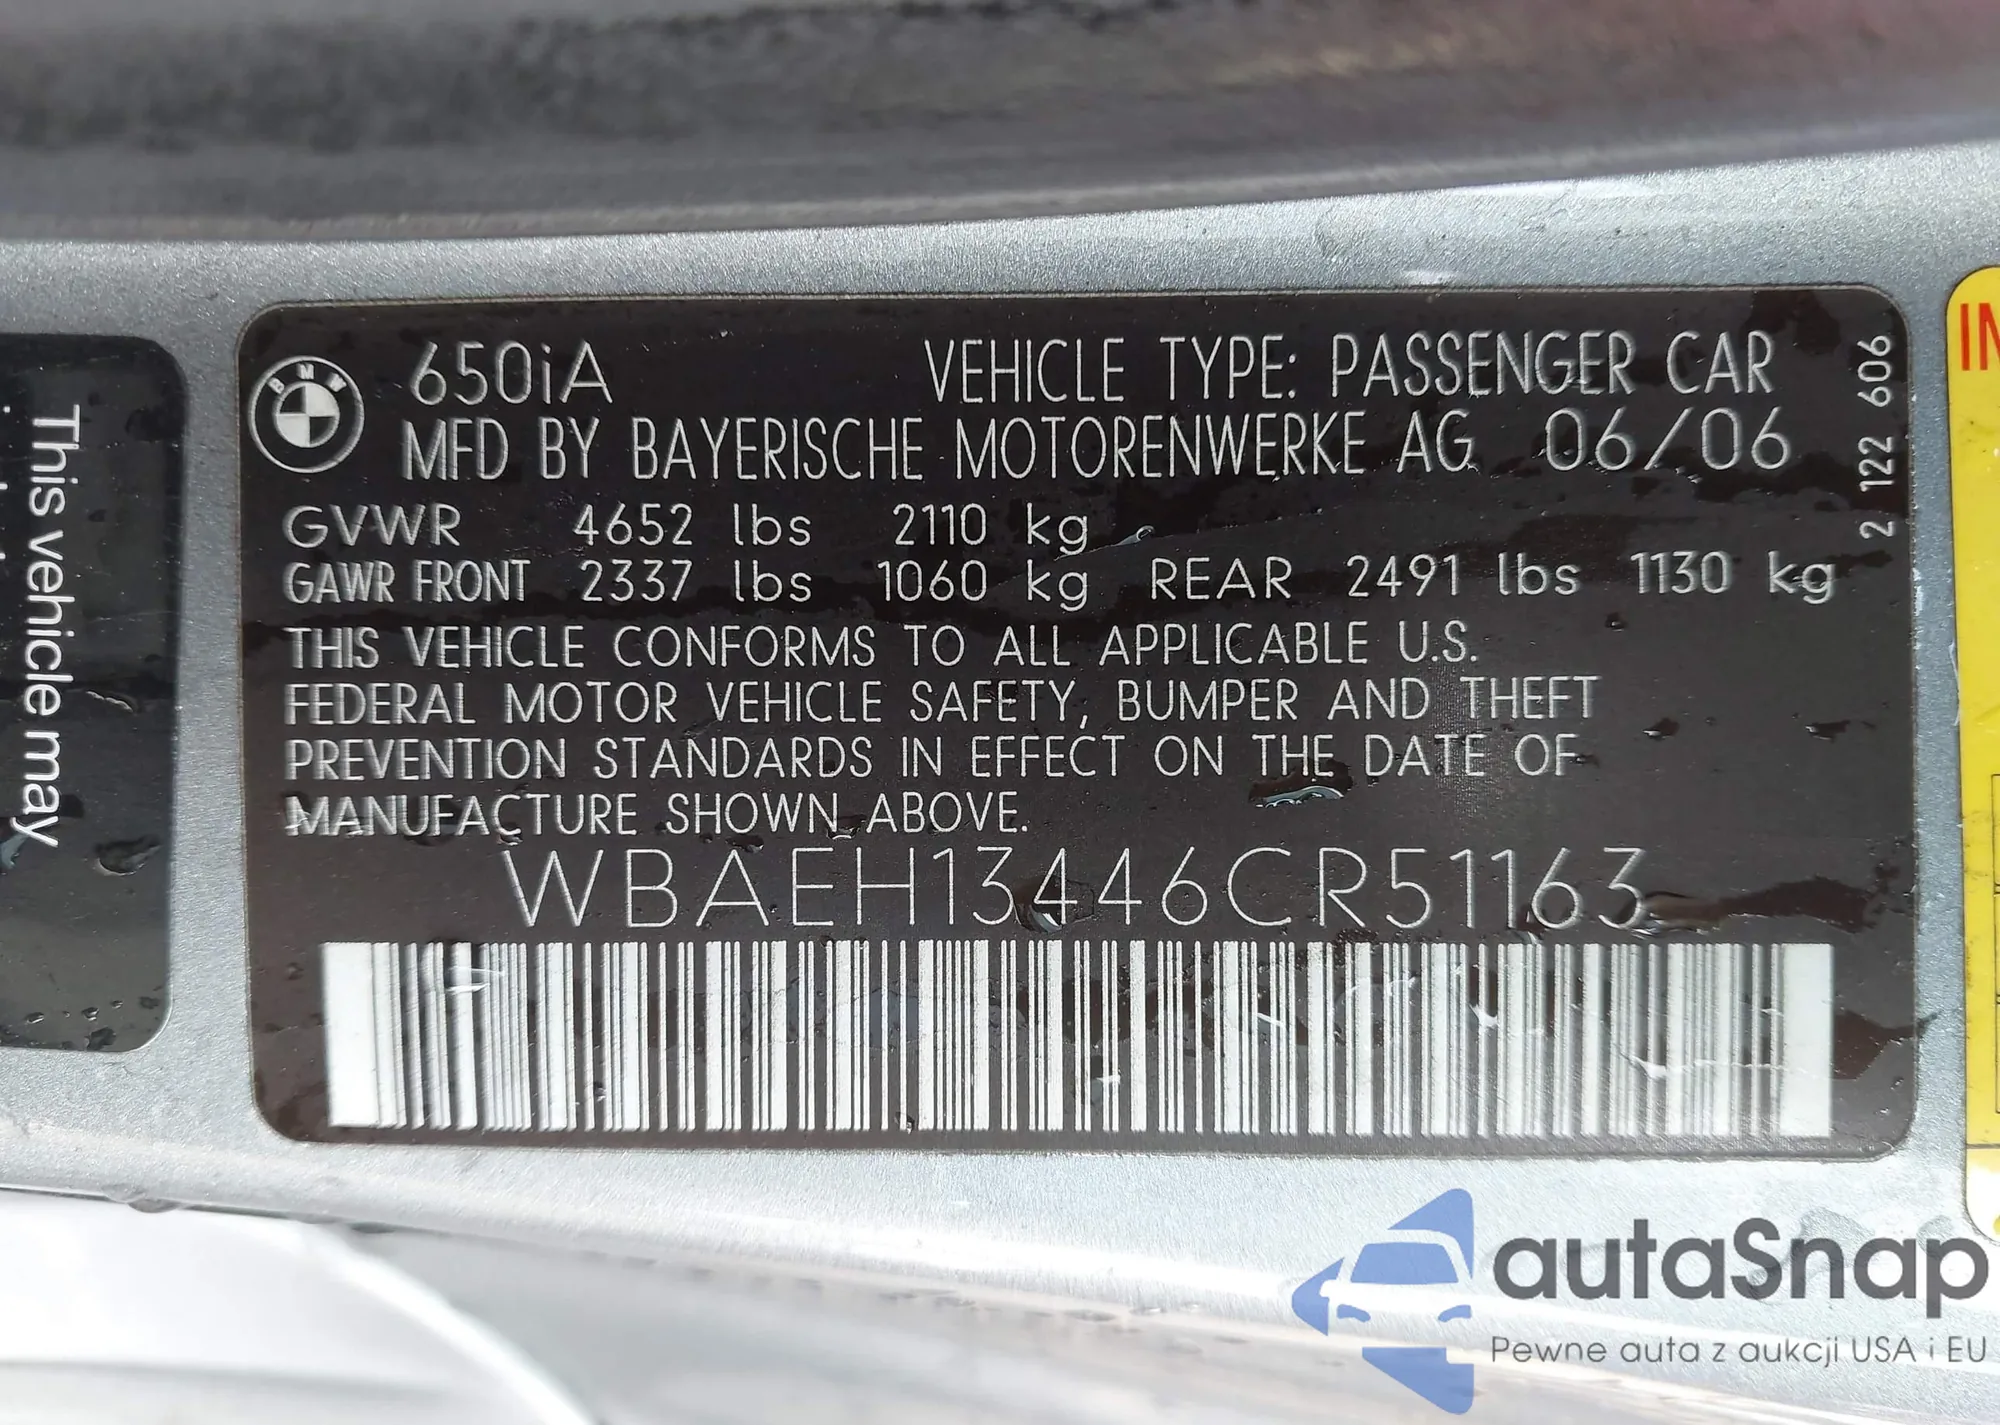 This vehicle may
BMW
650iA VEHICLE TYPE: PASSENGER CAR
MFD BY BAYERISCHE MOTORENWERKE AG 06/06
GVWR 4652 lbs 2110 kg
GAWR FRONT 2337 lbs 1060 kg REAR 2491 lbs 1130 kg
THIS VEHICLE CONFORMS TO ALL APPLICABLE U.S.
FEDERAL MOTOR VEHICLE SAFETY, BUMPER AND THEFT
PREVENTION STANDARDS IN EFFECT ON THE DATE OF
MANUFACTURE SHOWN ABOVE.
WBAEH13446CR51163
2 122 606
autaSnap
Pewne auta z aukcji USA i EU